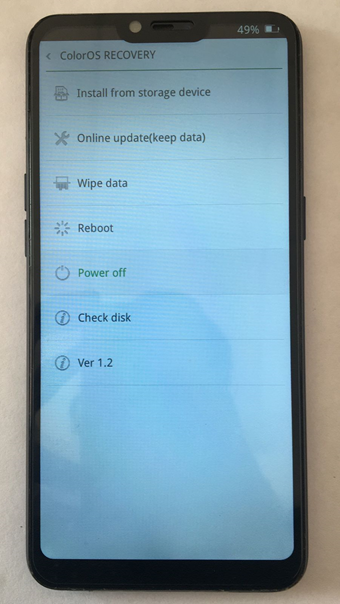 49%
< ColorOS RECOVERY
Install from storage device
Online update(keep data)
Wipe data
Reboot
Power off
Check disk
Ver 1.2